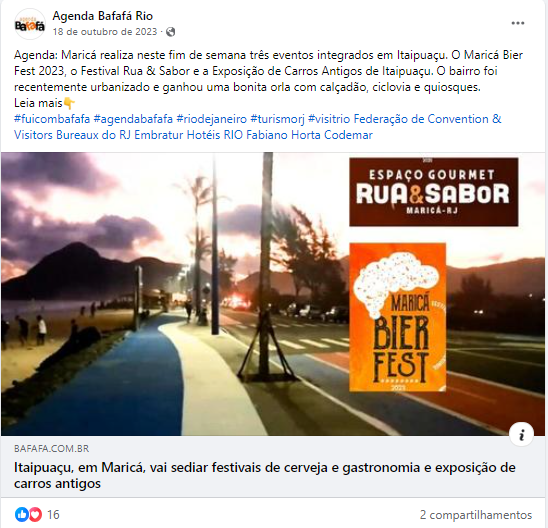 agenda
Bafafá
Agenda Bafafá Rio
18 de outubro de 2023 ·
Agenda: Maricá realiza neste fim de semana três eventos integrados em Itaipuaçu. O Maricá Bier
Fest 2023, o Festival Rua & Sabor e a Exposição de Carros Antigos de Itaipuaçu. O bairro foi
recentemente urbanizado e ganhou uma bonita orla com calçadão, ciclovia e quiosques.
Leia mais👇
#fuicombafafa #agendabafafa #riodejaneiro #turismorj #visitrio Federação de Convention &
Visitors Bureaux do RJ Embratur Hotéis RIO Fabiano Horta Codemar
2023
ESPAÇO GOURMET
RUA&SABOR
MARICÁ-RJ
MARICÁ
BIER
FEST
2023
BAFAFA.COM.BR
Itaipuaçu, em Maricá, vai sediar festivais de cerveja e gastronomia e exposição de
carros antigos
16
2 compartilhamentos